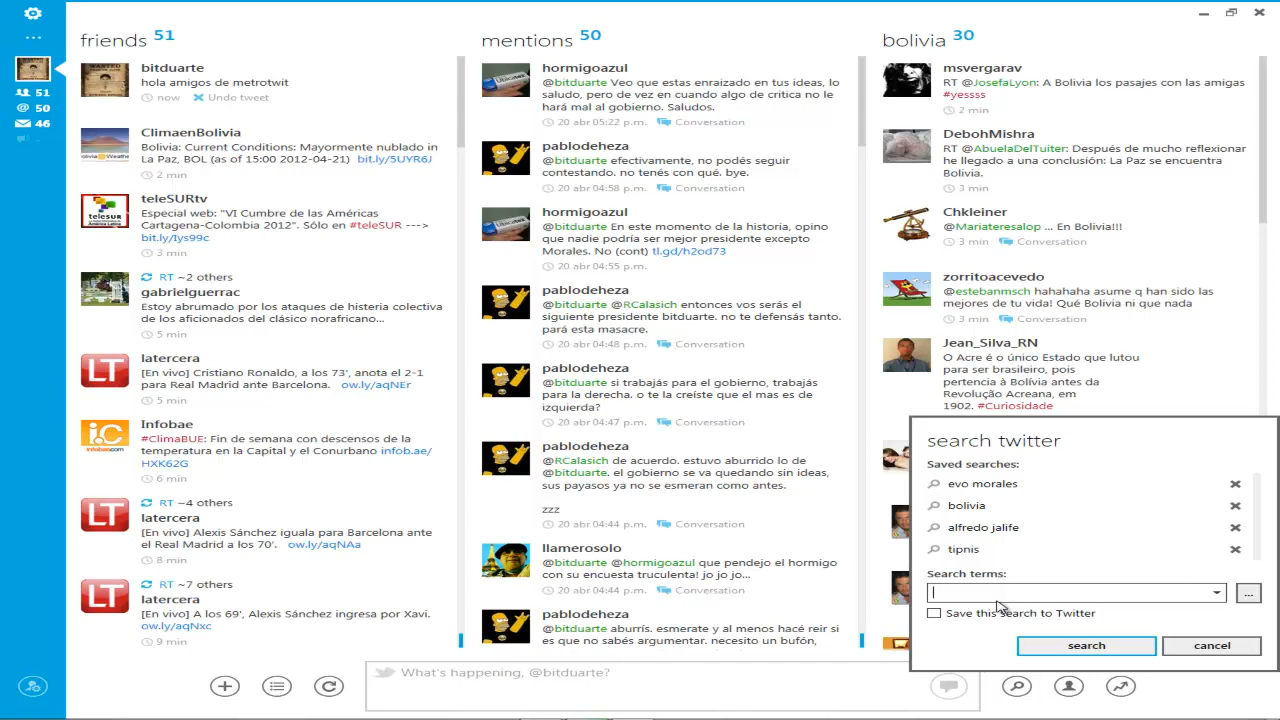 friends 51
bitduarte
hola amigos de metrotwit
now Undo tweet
ClimaenBolivia
Bolivia: Current Conditions: Mayormente nublado in
La Paz, BOL (as of 15:00 2012-04-21) bit.ly/5UYR6J
2 min
teleSURtv
Especial web: "VI Cumbre de las Américas
Cartagena-Colombia 2012". Sólo en #teleSUR --->
bit.ly/Iys99c
3 min
RT ~2 others
gabrielguerrac
Estoy abrumado por los ataques de histeria colectiva
de los aficionados del clásico norafricano...
5 min
latercera
[En vivo] Cristiano Ronaldo, a los 73', anota el 2-1
para Real Madrid ante Barcelona. ow.ly/aqNEr
5 min
Infobae
#ClimaBUE: Fin de semana con descensos de la
temperatura en la Capital y el Conurbano infob.ae/
HXK62G
6 min
RT ~4 others
latercera
[En vivo] Alexis Sánchez iguala para Barcelona ante
el Real Madrid a los 70'. ow.ly/aqNAa
8 min
RT ~7 others
latercera
[En vivo] A los 69', Alexis Sánchez ingresa por Xavi.
ow.ly/aqNxc
9 min
51
50
46
mentions 50
hormigoazul
@bitduarte Veo que estas enraizado en tus ideas, lo
saludo, pero de vez en cuando algo de critica no le
hará mal al gobierno. Saludos.
20 abr 05:22 p.m. Conversation
pablodeheza
@bitduarte efectivamente, no podés seguir
contestando. no tenés con qué. bye.
20 abr 04:58 p.m. Conversation
hormigoazul
@bitduarte En este momento de la historia, opino
que nadie podría ser mejor presidente excepto
Morales. No (cont) tl.gd/h2od73
20 abr 04:55 p.m.
pablodeheza
@bitduarte @RCalasich entonces vos serás el
siguiente presidente bitduarte. no te defensás tanto.
pará esta masacre.
20 abr 04:48 p.m. Conversation
pablodeheza
@bitduarte si trabajás para el gobierno, trabajás
para la derecha. o te la creíste que el mas es de
izquierda?
20 abr 04:47 p.m. Conversation
pablodeheza
@RCalasich de acuerdo. estuvo aburrido lo de
@bitduarte. el gobierno se va quedando sin ideas,
sus payasos ya no se esmeran como antes.
zzz
20 abr 04:44 p.m. Conversation
llamerosolo
@bitduarte @hormigoazul que pendejo el hormigo
con su encuesta truculenta! jo jo jo...
20 abr 04:44 p.m. Conversation
pablodeheza
@bitduarte aburrís. esmerate y al menos hacé reir si
es que no sabés argumentar. necesito un bufón,
bolivia 30
msvergarav
RT @JosefaLyon: A Bolivia los pasajes con las amigas
#yessss
2 min
DebohMishra
RT @AbuelaDelTuiter: Después de mucho reflexionar
he llegado a una conclusión: La Paz se encuentra
Bolivia.
3 min
Chkleiner
@Mariateresalop ... En Bolivia!!!
3 min Conversation
zorritoacevedo
@estebanmsch hahahaha asume q han sido las
mejores de tu vida! Qué Bolivia ni que nada
3 min Conversation
Jean_Silva_RN
O Acre é o único Estado que lutou
para ser brasileiro, pois
pertencia à Bolívia antes da
Revolução Acreana, em
1902. #Curiosidade
search twitter
Saved searches:
evo morales
bolivia
alfredo jalife
tipnis
Search terms:
...
Save this search to Twitter
search cancel
What's happening, @bitduarte?